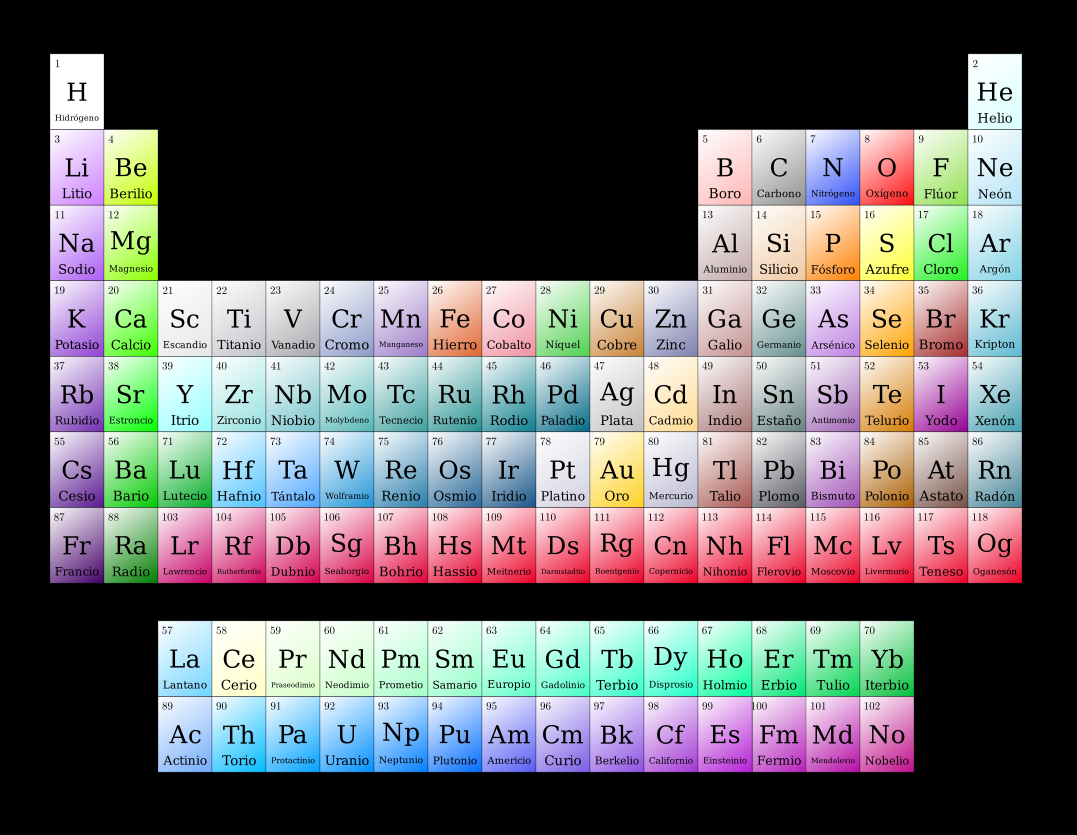 1 2
H He
Hidrógeno Helio
3 4 5 6 7 8 9 10
Li Be B C N O F Ne
Litio Berilio Boro Carbono Nitrógeno Oxígeno Flúor Neón
11 12 13 14 15 16 17 18
Na Mg Al Si P S Cl Ar
Sodio Magnesio Aluminio Silicio Fósforo Azufre Cloro Argón
19 20 21 22 23 24 25 26 27 28 29 30 31 32 33 34 35 36
K Ca Sc Ti V Cr Mn Fe Co Ni Cu Zn Ga Ge As Se Br Kr
Potasio Calcio Escandio Titanio Vanadio Cromo Manganeso Hierro Cobalto Níquel Cobre Zinc Galio Germanio Arsénico Selenio Bromo Kripton
37 38 39 40 41 42 43 44 45 46 47 48 49 50 51 52 53 54
Rb Sr Y Zr Nb Mo Tc Ru Rh Pd Ag Cd In Sn Sb Te I Xe
Rubidio Estroncio Itrio Zirconio Niobio Molybdeno Tecnecio Rutenio Rodio Paladio Plata Cadmio Indio Estaño Antimonio Telurio Yodo Xenón
55 56 71 72 73 74 75 76 77 78 79 80 81 82 83 84 85 86
Cs Ba Lu Hf Ta W Re Os Ir Pt Au Hg Tl Pb Bi Po At Rn
Cesio Bario Lutecio Hafnio Tántalo Wolframio Renio Osmio Iridio Platino Oro Mercurio Talio Plomo Bismuto Polonio Astato Radón
87 88 103 104 105 106 107 108 109 110 111 112 113 114 115 116 117 118
Fr Ra Lr Rf Db Sg Bh Hs Mt Ds Rg Cn Nh Fl Mc Lv Ts Og
Francio Radio Lawrencio Rutherfordio Dubnio Seaborgio Bohrio Hassio Meitnerio Darmstadtio Roentgenio Copernicio Nihonio Flerovio Moscovio Livermorio Teneso Oganesón
57 58 59 60 61 62 63 64 65 66 67 68 69 70
La Ce Pr Nd Pm Sm Eu Gd Tb Dy Ho Er Tm Yb
Lantano Cerio Praseodimio Neodimio Prometio Samario Europio Gadolinio Terbio Disprosio Holmio Erbio Tulio Iterbio
89 90 91 92 93 94 95 96 97 98 99 100 101 102
Ac Th Pa U Np Pu Am Cm Bk Cf Es Fm Md No
Actinio Torio Protactinio Uranio Neptunio Plutonio Americio Curio Berkelio Californio Einsteinio Fermio Mendelevio Nobelio